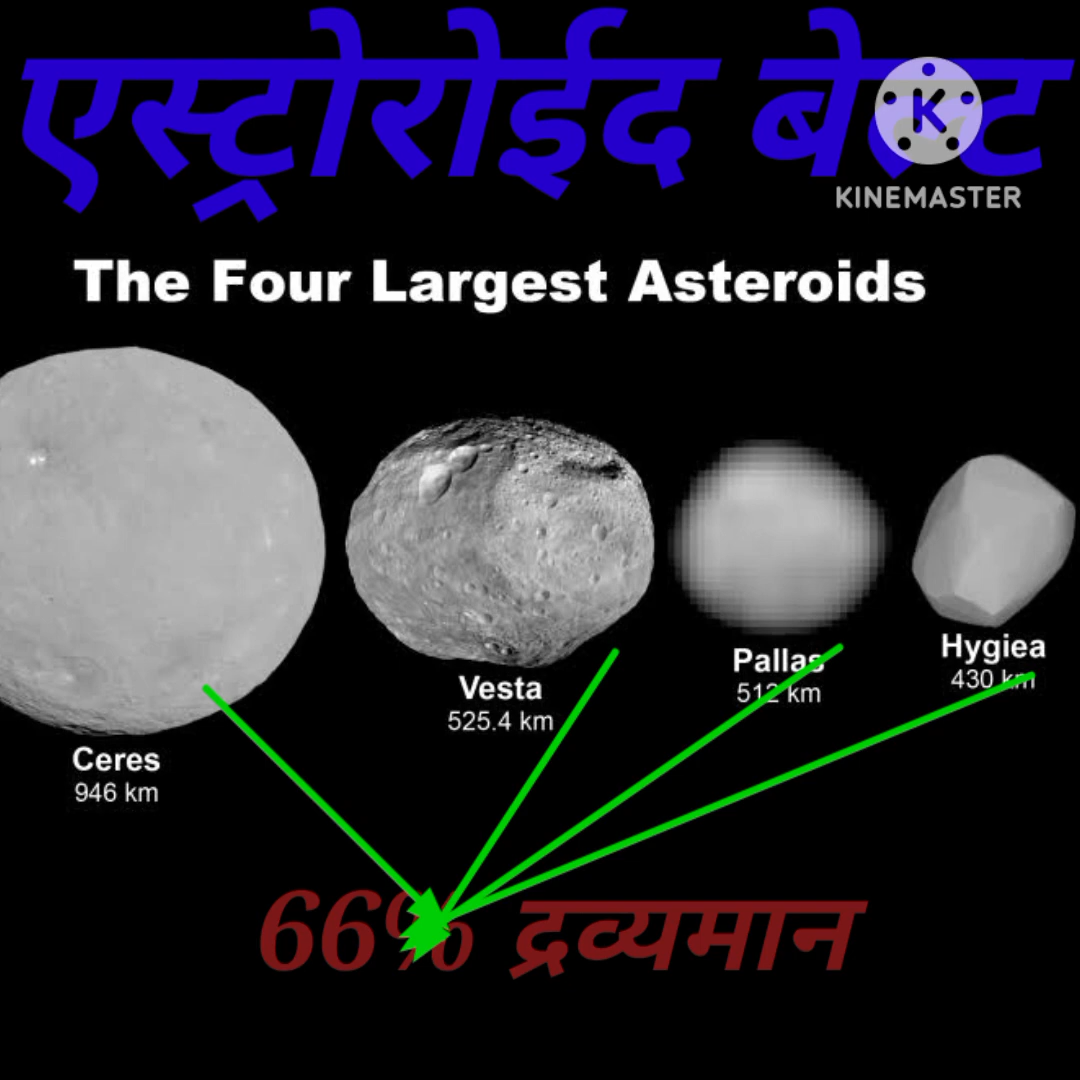 एस्ट्रोरोईद बेल्ट
K
KINEMASTER
The Four Largest Asteroids
Ceres
946 km
Vesta
525.4 km
Pallas
512 km
Hygiea
430 km
66% द्रव्यमान